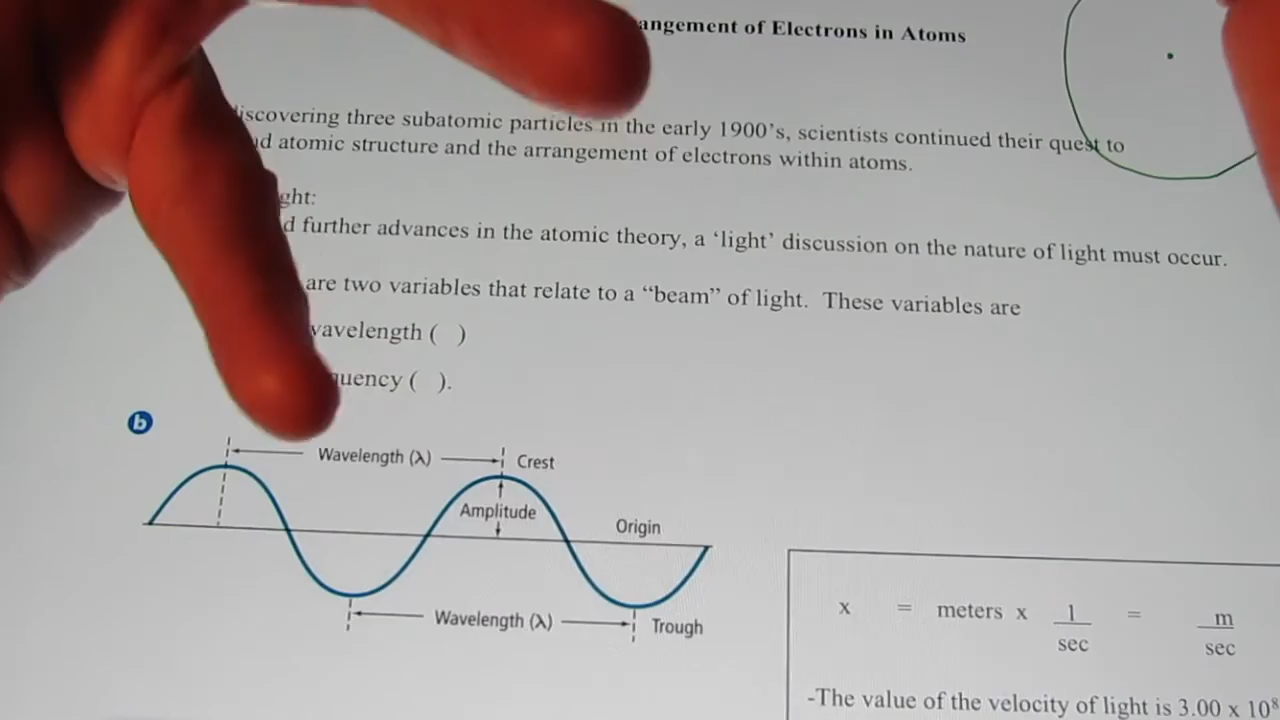 angement of Electrons in Atoms
iscovering three subatomic particles in the early 1900's, scientists continued their quest to
d atomic structure and the arrangement of electrons within atoms.
ght:
d further advances in the atomic theory, a 'light' discussion on the nature of light must occur.
are two variables that relate to a "beam" of light. These variables are
wavelength ( )
quency ( ).
b
Wavelength (λ)
Crest
Amplitude
Origin
Wavelength (λ)
Trough
x = meters x 1 = m
sec sec
-The value of the velocity of light is 3.00 x 10⁸